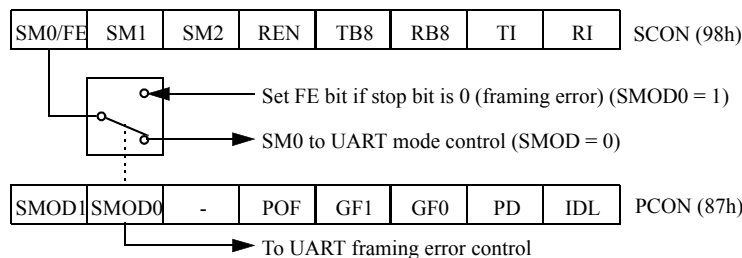 SM0/FE SM1 SM2 REN TB8 RB8 TI RI SCON (98h)
Set FE bit if stop bit is 0 (framing error) (SMOD0 = 1)
SM0 to UART mode control (SMOD = 0)
SMOD1 SMOD0 - POF GF1 GF0 PD IDL PCON (87h)
To UART framing error control